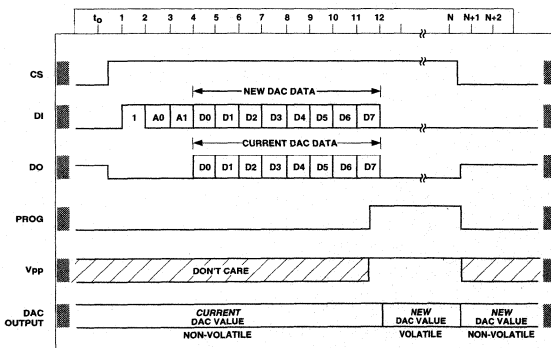 to 1 2 3 4 5 6 7 8 9 10 11 12 N N+1 N+2
CS
NEW DAC DATA
DI 1 A0 A1 D0 D1 D2 D3 D4 D5 D6 D7
CURRENT DAC DATA
DO D0 D1 D2 D3 D4 D5 D6 D7
PROG
Vpp DON'T CARE
DAC OUTPUT
CURRENT DAC VALUE
NON-VOLATILE
NEW DAC VALUE
VOLATILE
NEW DAC VALUE
NON-VOLATILE